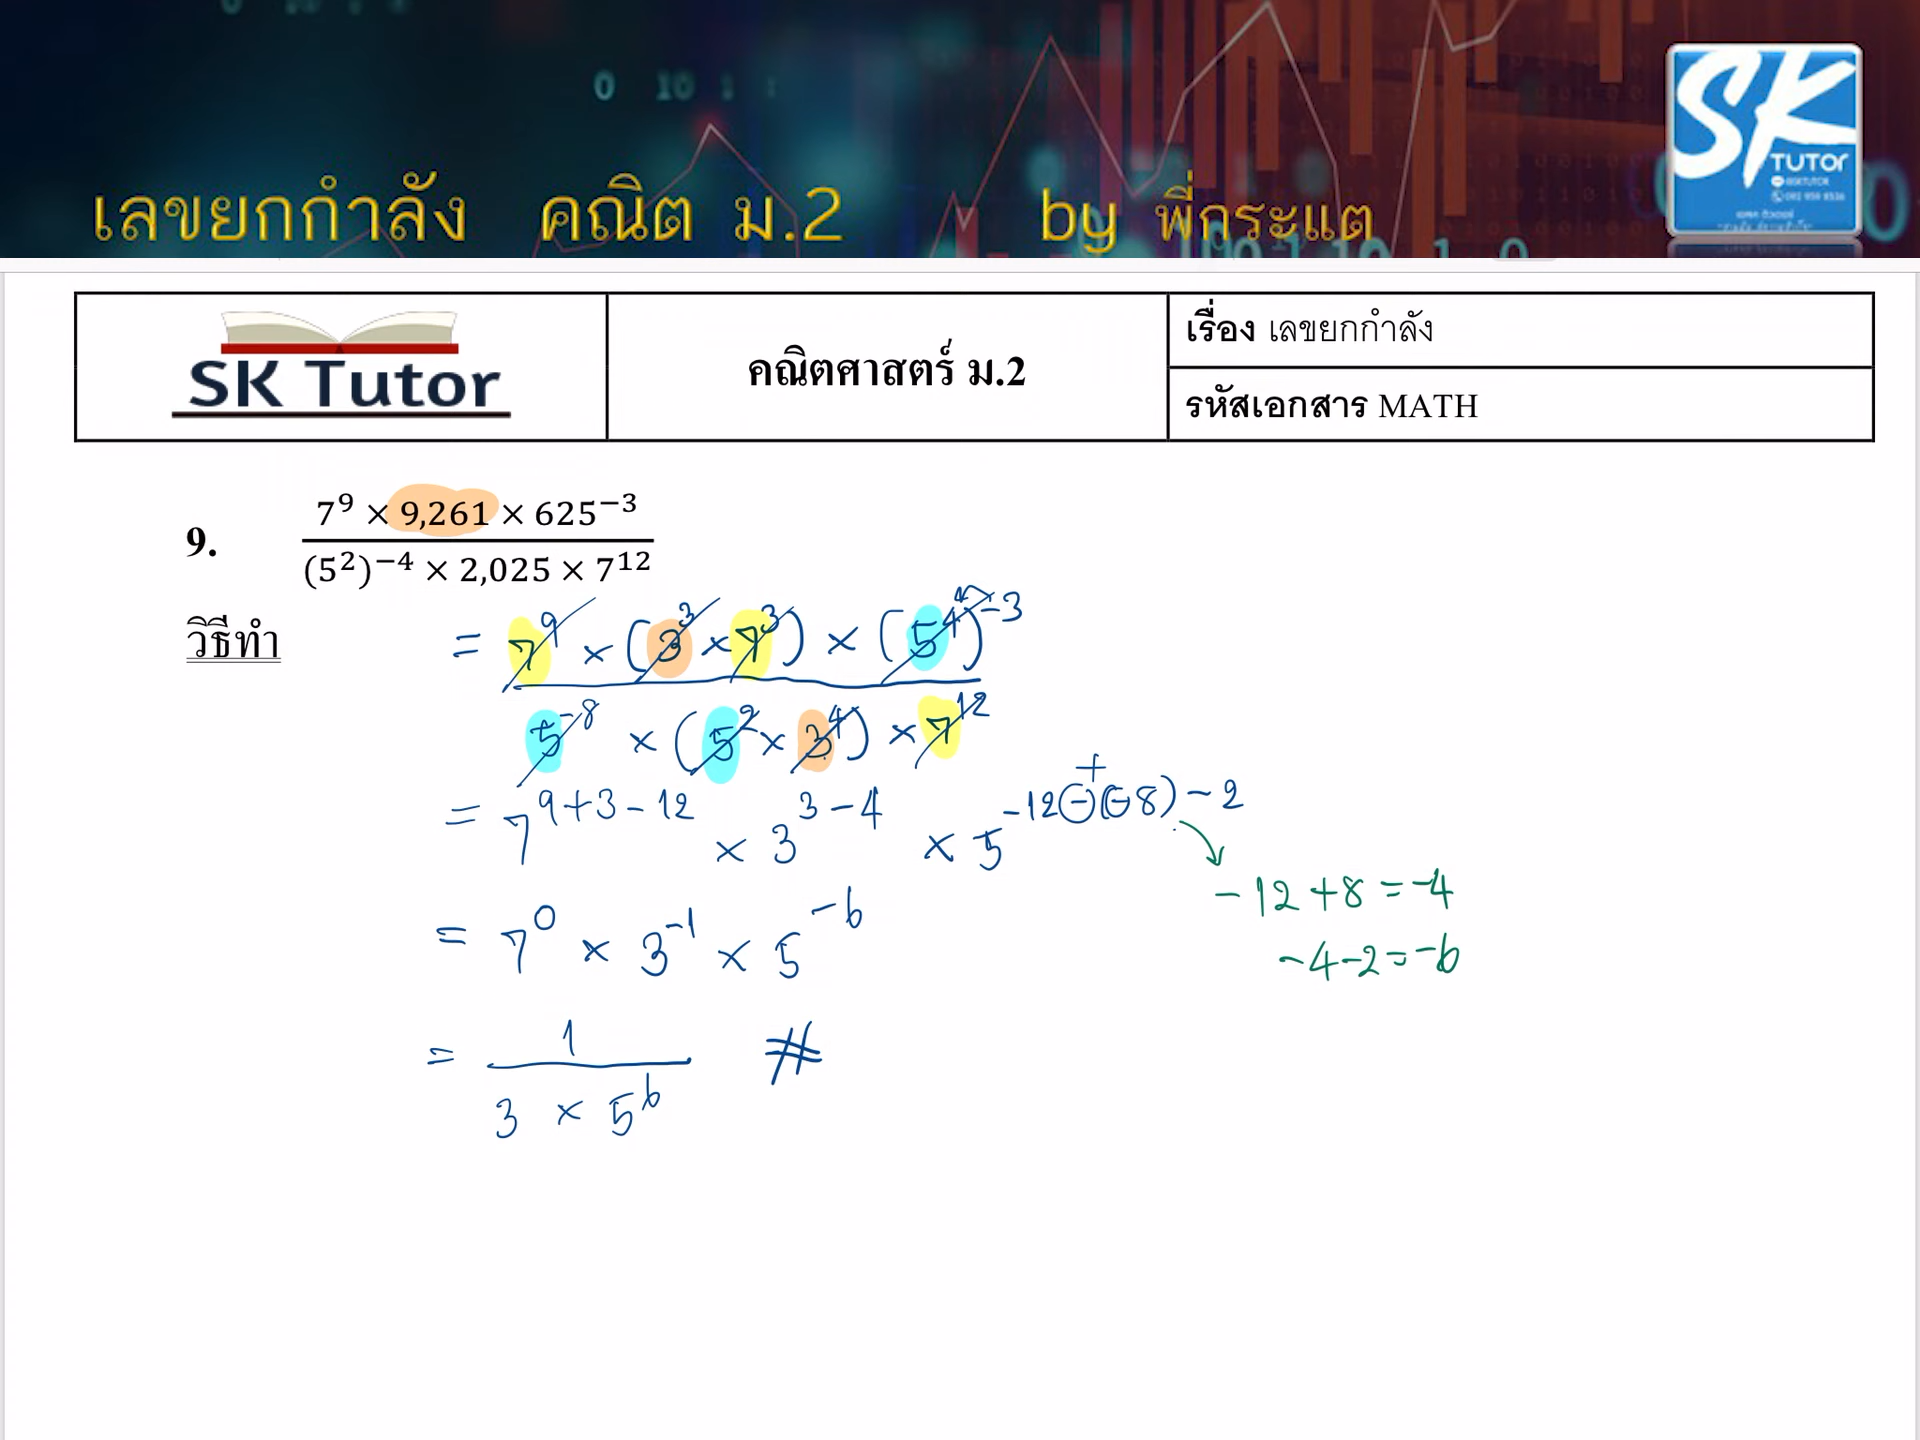 เลขยกกำลัง คณิต ม.2 by พี่กระแต
SK
TUTOR
SK Tutor
คณิตศาสตร์ ม.2
เรื่อง เลขยกกำลัง
รหัสเอกสาร MATH
9. (7⁹ × 9,261 × 625⁻³) / ((5²)⁻⁴ × 2,025 × 7¹²)
วิธีทำ
= (7⁹ × (3³ × 7³) × (5⁴)⁻³) / (5⁻⁸ × (5² × 3⁴) × 7¹²)
= 7^(9+3-12) × 3^(3-4) × 5^(-12-(-8)-2)
+
-12 + 8 = -4
-4-2 = -6
= 7⁰ × 3⁻¹ × 5⁻⁶
= 1 / (3 × 5⁶) #